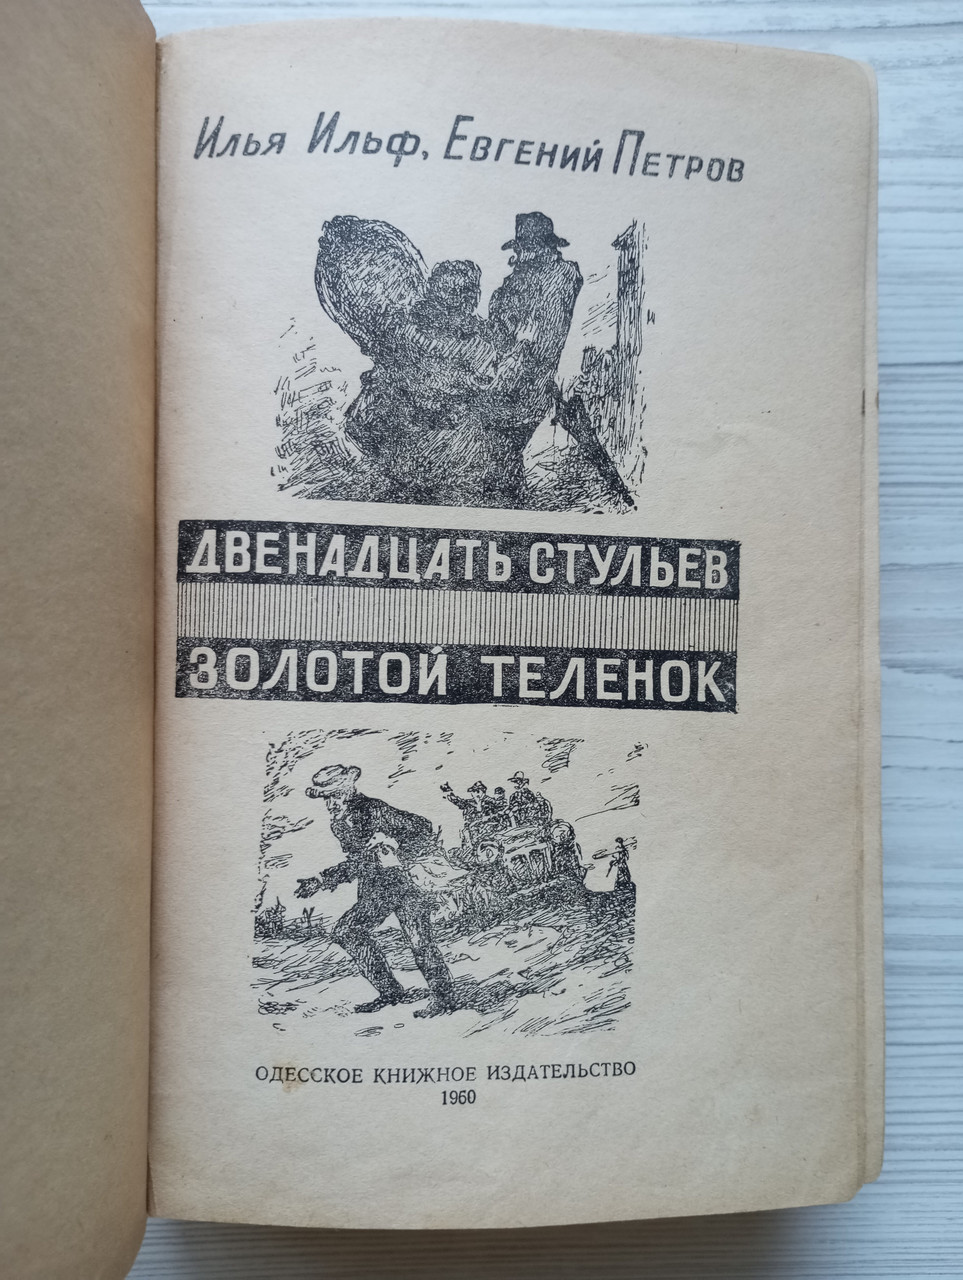 Илья Ильф, Евгений Петров
ДВЕНАДЦАТЬ СТУЛЬЕВ
ЗОЛОТОЙ ТЕЛЕНОК
ОДЕССКОЕ КНИЖНОЕ ИЗДАТЕЛЬСТВО
1960